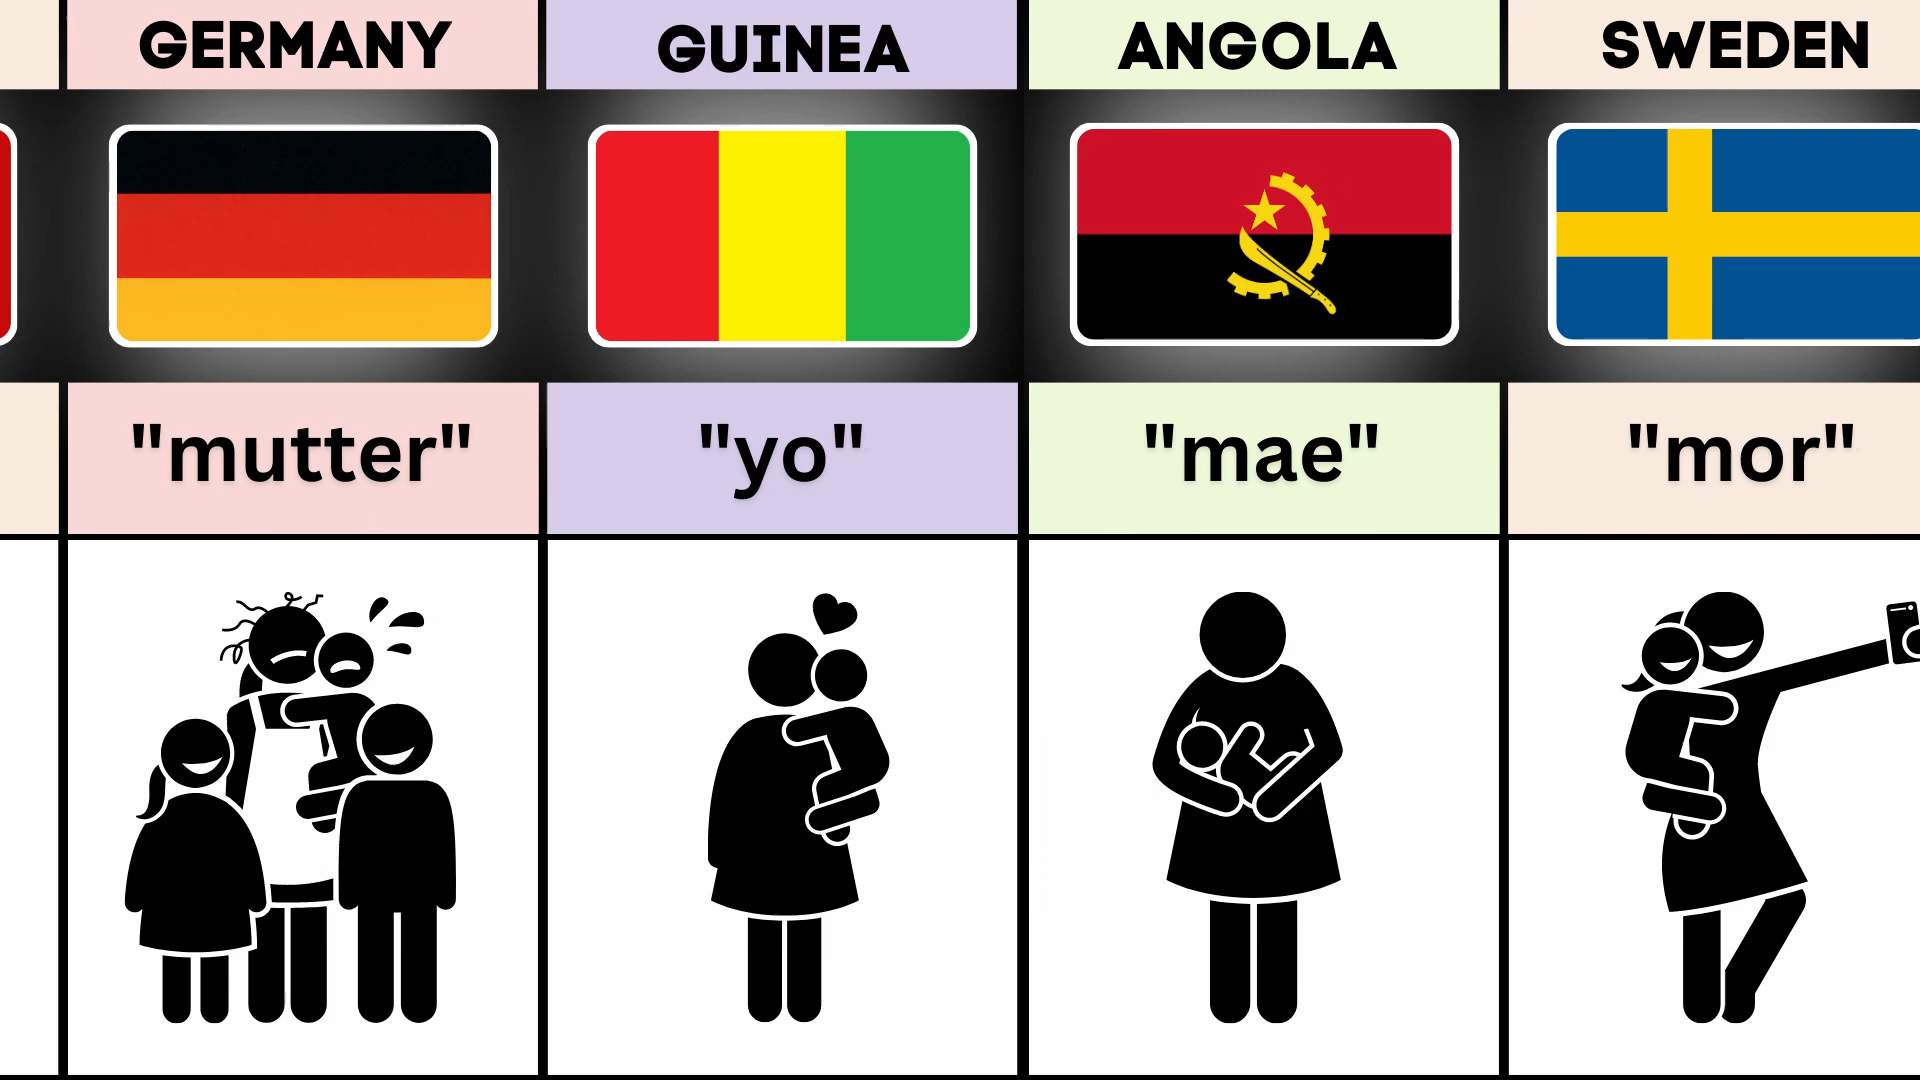 GERMANY
GUINEA
ANGOLA
SWEDEN
"mutter"
"yo"
"mae"
"mor"